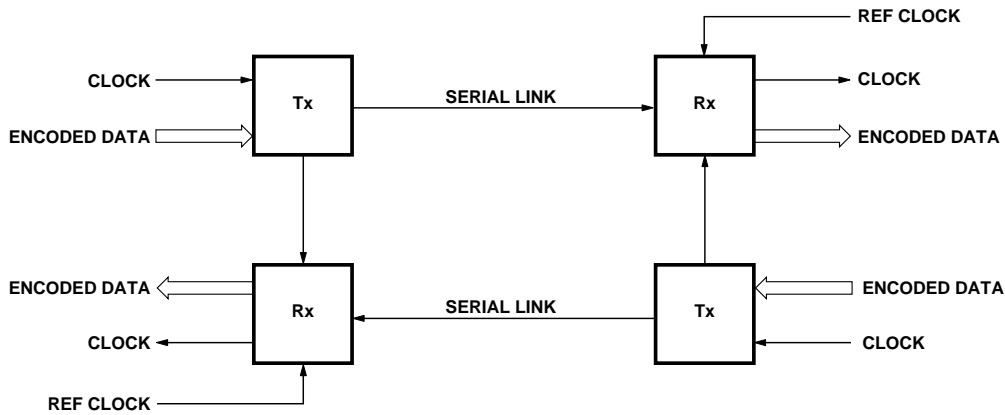 REF CLOCK
CLOCK
Tx
SERIAL LINK
Rx
CLOCK
ENCODED DATA
ENCODED DATA
ENCODED DATA
Rx
SERIAL LINK
Tx
ENCODED DATA
CLOCK
CLOCK
REF CLOCK